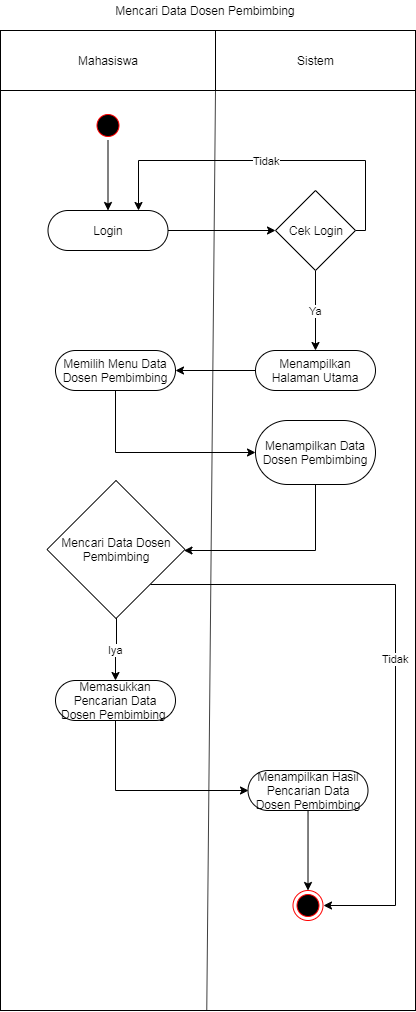 Mencari Data Dosen Pembimbing
Mahasiswa
Sistem
Tidak
Login
Cek Login
Ya
Memilih Menu Data
Dosen Pembimbing
Menampilkan
Halaman Utama
Menampilkan Data
Dosen Pembimbing
Mencari Data Dosen
Pembimbing
Iya
Tidak
Memasukkan
Pencarian Data
Dosen Pembimbing
Menampilkan Hasil
Pencarian Data
Dosen Pembimbing